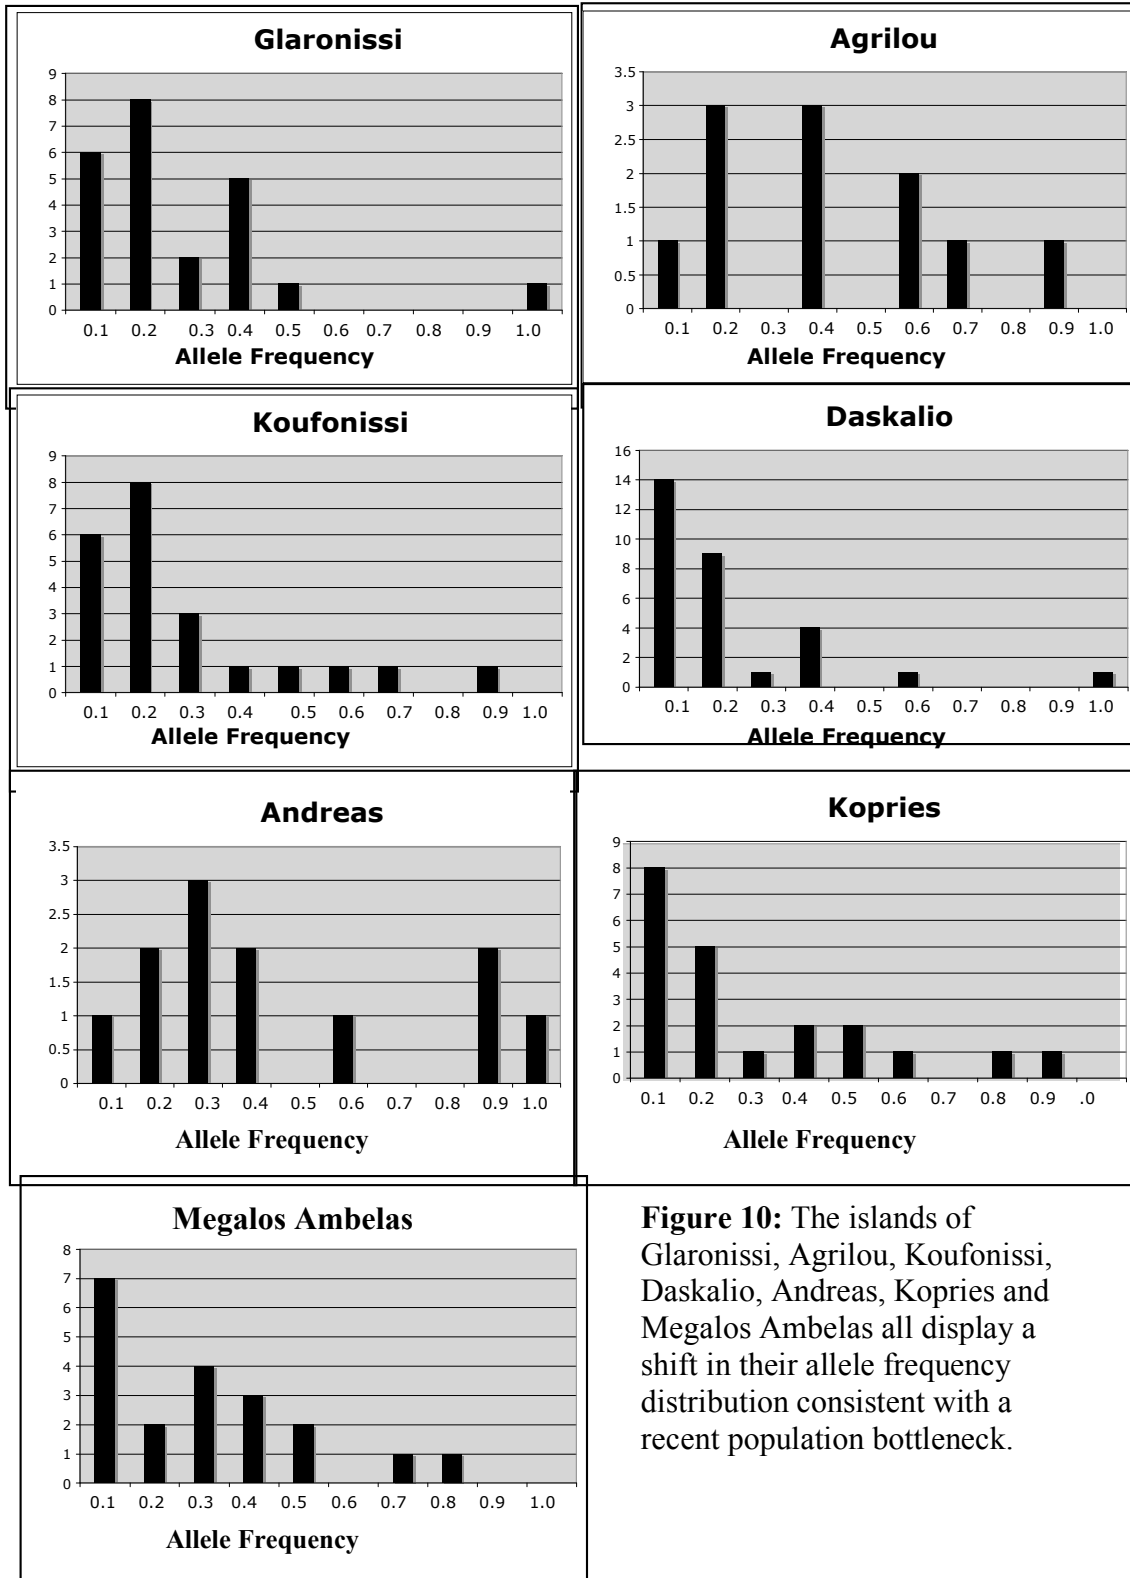 Glaronissi
9
8
7
6
5
4
3
2
1
0
0.1 0.2 0.3 0.4 0.5 0.6 0.7 0.8 0.9 1.0
Allele Frequency
Agrilou
3.5
3
2.5
2
1.5
1
0.5
0
0.1 0.2 0.3 0.4 0.5 0.6 0.7 0.8 0.9 1.0
Allele Frequency
Koufonissi
9
8
7
6
5
4
3
2
1
0
0.1 0.2 0.3 0.4 0.5 0.6 0.7 0.8 0.9 1.0
Allele Frequency
Daskalio
16
14
12
10
8
6
4
2
0
0.1 0.2 0.3 0.4 0.5 0.6 0.7 0.8 0.9 1.0
Allele Frequency
Andreas
3.5
3
2.5
2
1.5
1
0.5
0
0.1 0.2 0.3 0.4 0.5 0.6 0.7 0.8 0.9 1.0
Allele Frequency
Kopries
9
8
7
6
5
4
3
2
1
0
0.1 0.2 0.3 0.4 0.5 0.6 0.7 0.8 0.9 .0
Allele Frequency
Megalos Ambelas
8
7
6
5
4
3
2
1
0
0.1 0.2 0.3 0.4 0.5 0.6 0.7 0.8 0.9 1.0
Allele Frequency
Figure 10: The islands of
Glaronissi, Agrilou, Koufonissi,
Daskalio, Andreas, Kopries and
Megalos Ambelas all display a
shift in their allele frequency
distribution consistent with a
recent population bottleneck.